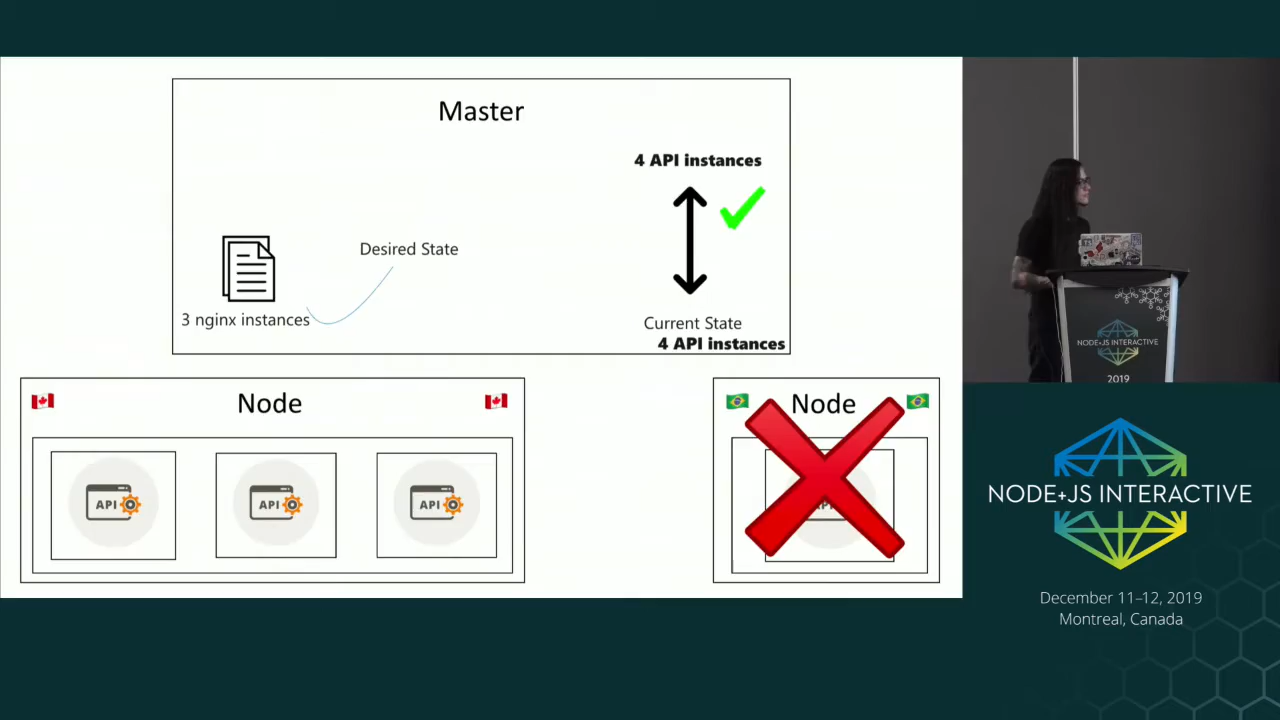 Master
4 API instances
Desired State
3 nginx instances
Current State
4 API instances
Node
Node
API
API
API
NODE+JS INTERACTIVE
2019
NODE+JS INTERACTIVE
December 11–12, 2019
Montreal, Canada